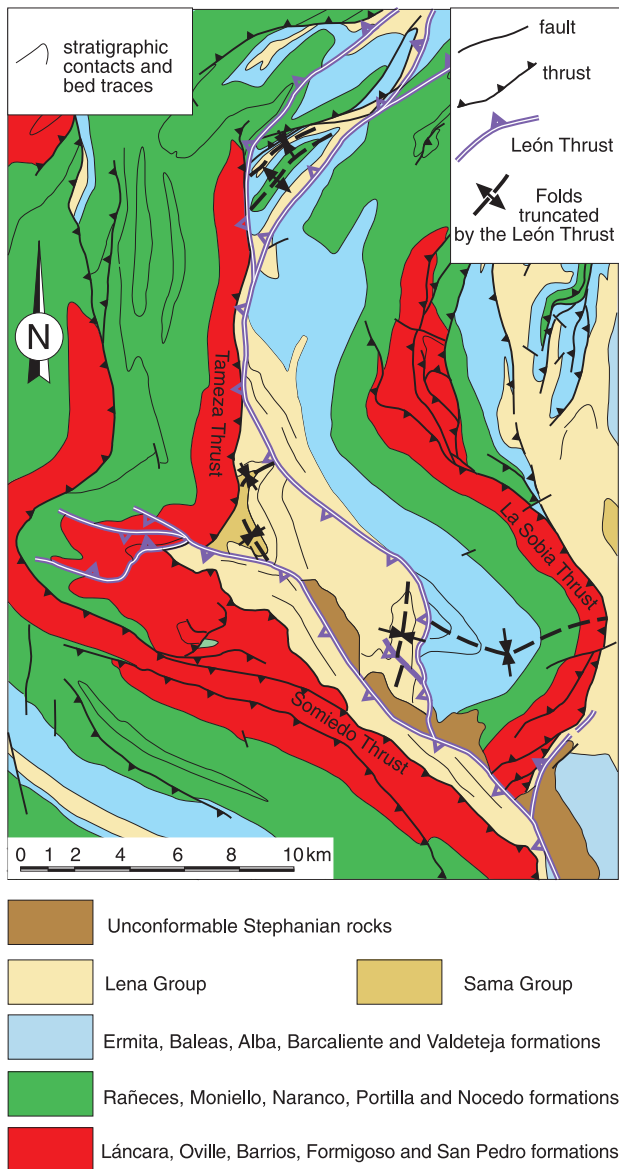 stratigraphic
contacts and
bed traces
fault
thrust
León Thrust
Folds
truncated
by the León Thrust
N
Tameza Thrust
La Sobia Thrust
Somiedo Thrust
0 1 2 4 6 8 10 km
Unconformable Stephanian rocks
Lena Group
Sama Group
Ermita, Baleas, Alba, Barcaliente and Valdeteja formations
Rañeces, Moniello, Naranco, Portilla and Nocedo formations
Láncara, Oville, Barrios, Formigoso and San Pedro formations